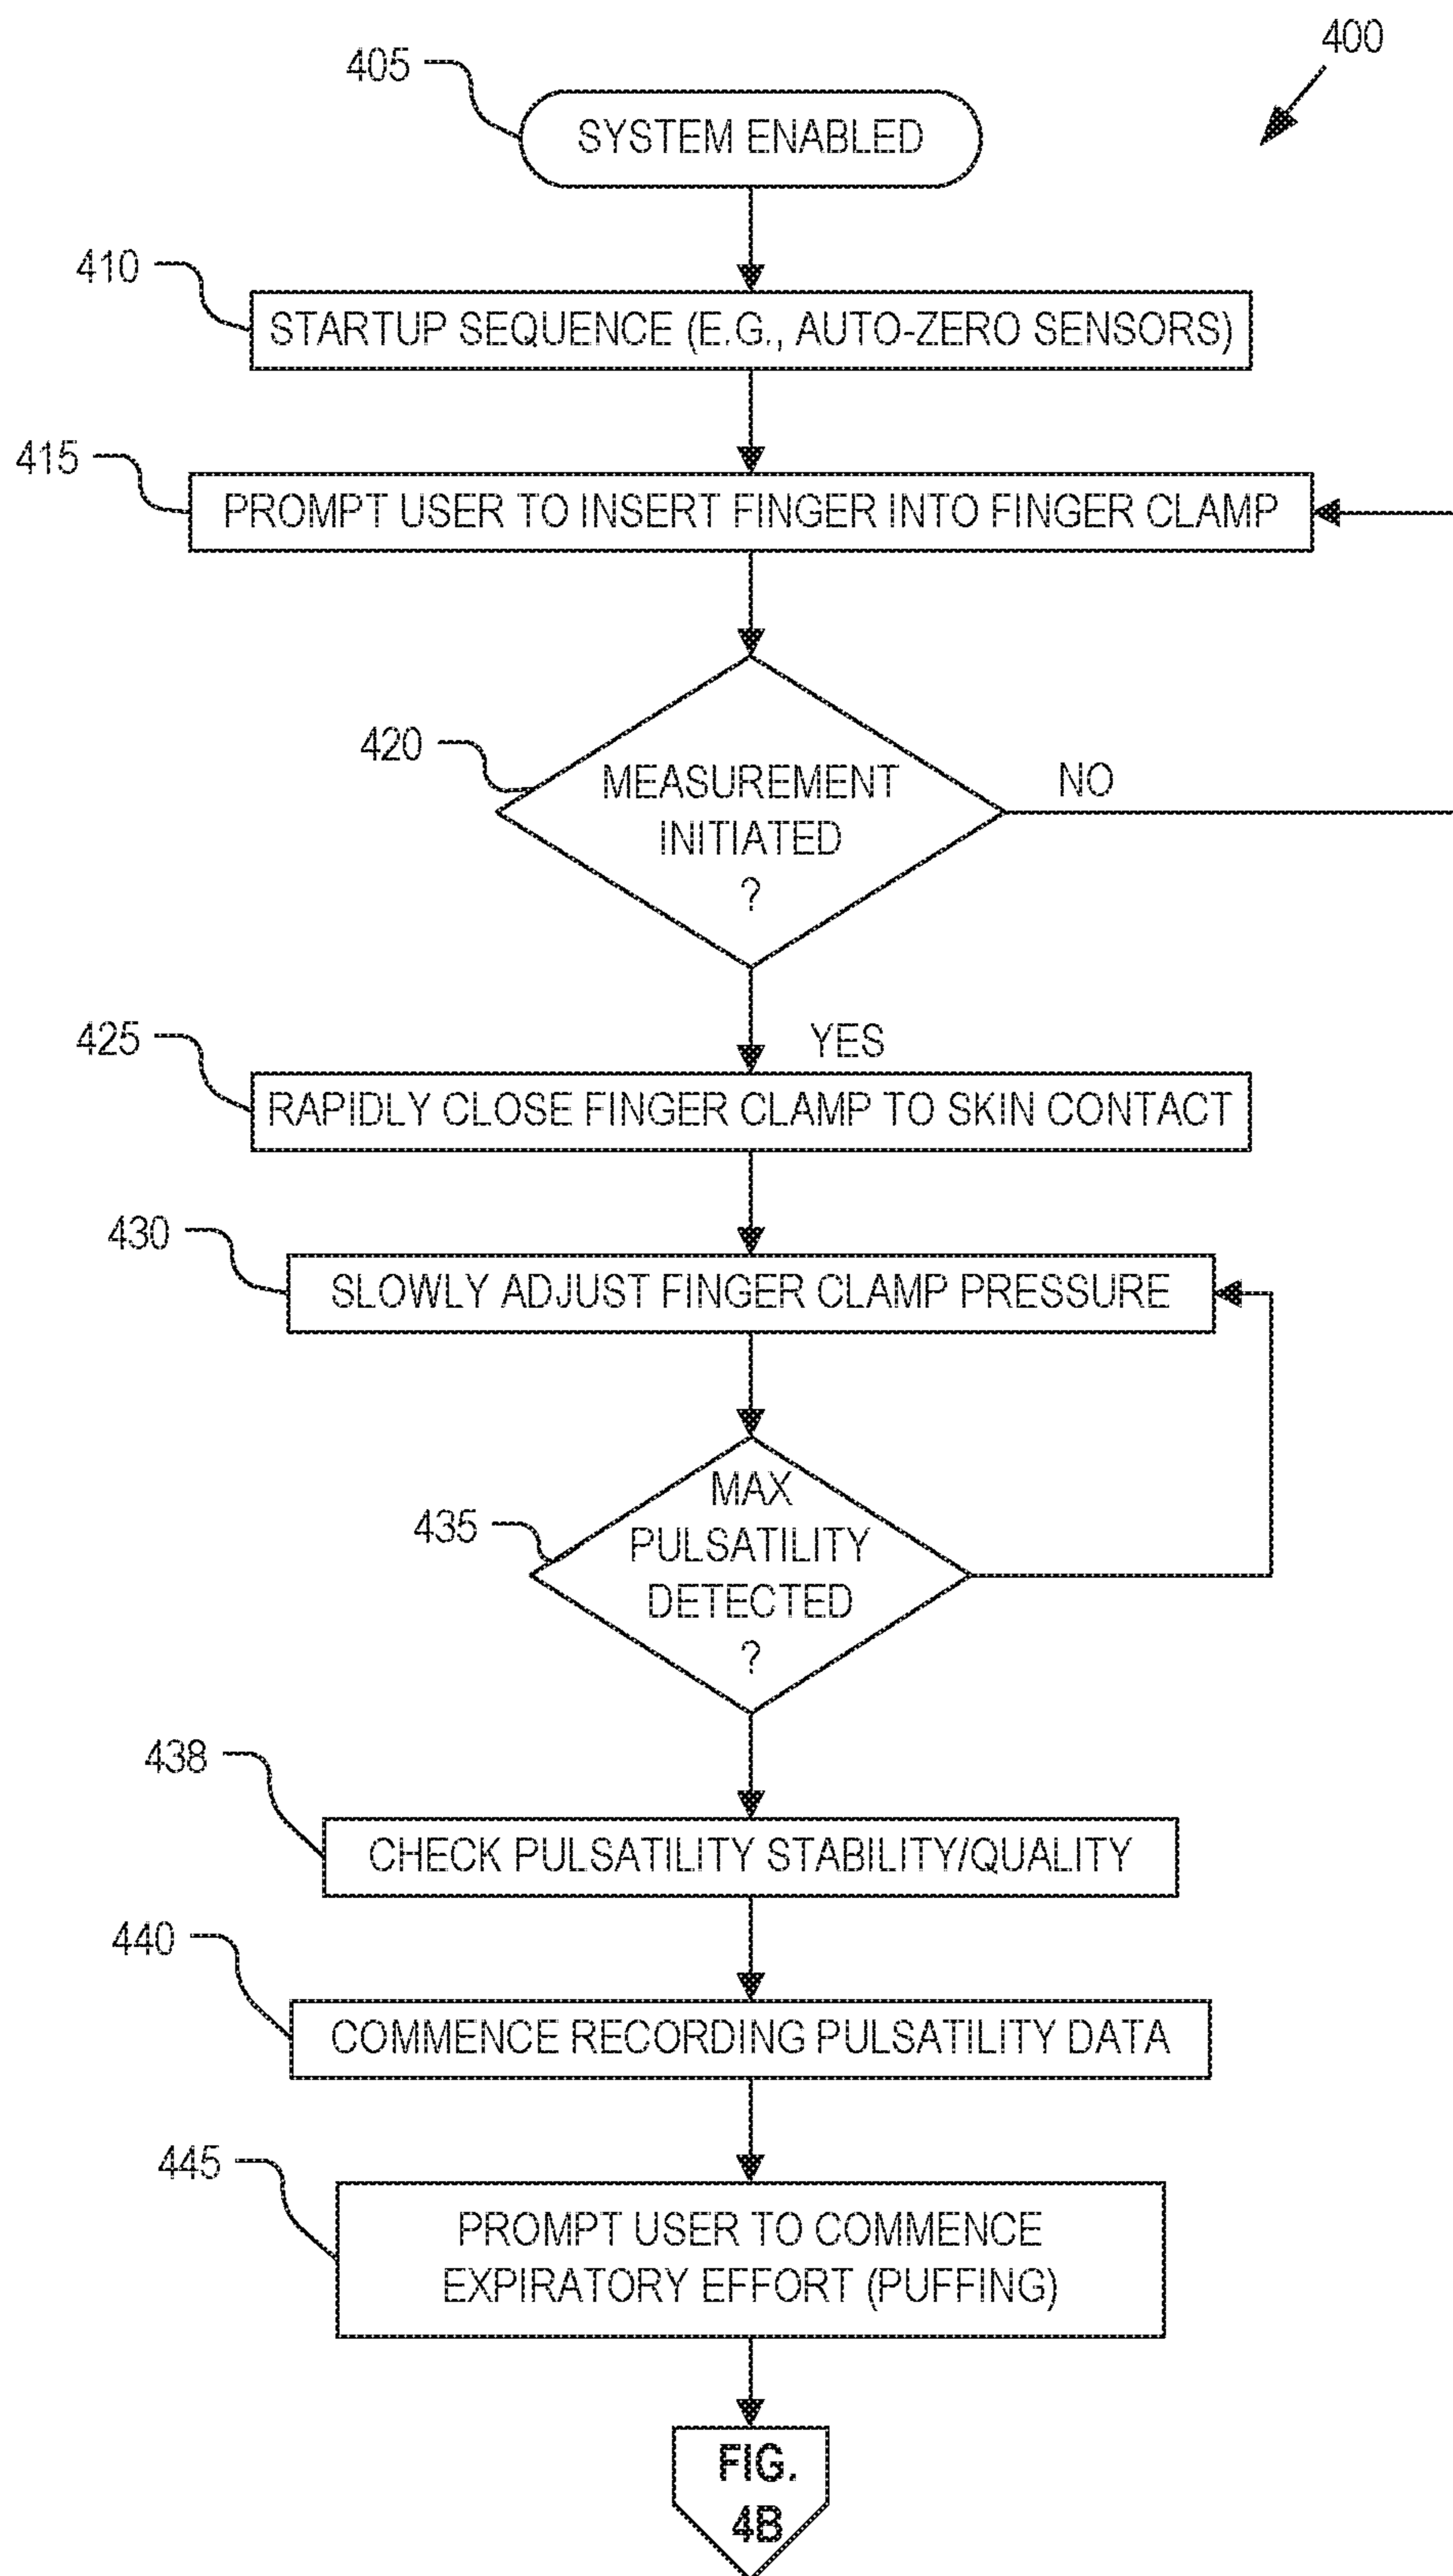 400
405
SYSTEM ENABLED
410
STARTUP SEQUENCE (E.G., AUTO-ZERO SENSORS)
415
PROMPT USER TO INSERT FINGER INTO FINGER CLAMP
420
MEASUREMENT
INITIATED
?
NO
YES
425
RAPIDLY CLOSE FINGER CLAMP TO SKIN CONTACT
430
SLOWLY ADJUST FINGER CLAMP PRESSURE
435
MAX
PULSATILITY
DETECTED
?
438
CHECK PULSATILITY STABILITY/QUALITY
440
COMMENCE RECORDING PULSATILITY DATA
445
PROMPT USER TO COMMENCE
EXPIRATORY EFFORT (PUFFING)
FIG.
4B